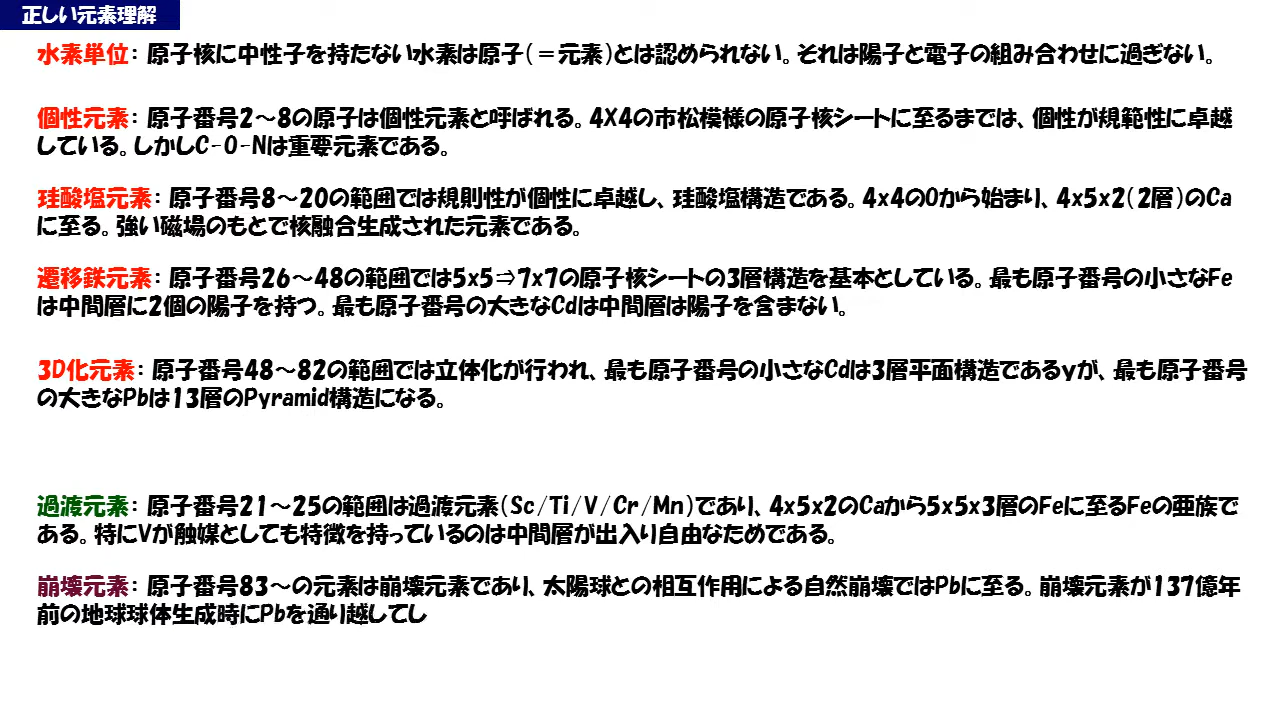 正しい元素理解
水素単位： 原子核に中性子を持たない水素は原子（＝元素）とは認められない。それは陽子と電子の組み合わせに過ぎない。
個性元素： 原子番号2～8の原子は個性元素と呼ばれる。4X4の市松模様の原子核シートに至るまでは、個性が規範性に卓越
している。しかしC-O-Nは重要元素である。
珪酸塩元素： 原子番号8～20の範囲では規則性が個性に卓越し、珪酸塩構造である。4x4のOから始まり、4x5x2（2層）のCa
に至る。強い磁場のもとで核融合生成された元素である。
遷移鉄元素： 原子番号26～48の範囲では5x5⇒7x7の原子核シートの3層構造を基本としている。最も原子番号の小さなFe
は中間層に2個の陽子を持つ。最も原子番号の大きなCdは中間層は陽子を含まない。
3D化元素： 原子番号48～82の範囲では立体化が行われ、最も原子番号の小さなCdは3層平面構造であるyが、最も原子番号
の大きなPbは13層のPyramid構造になる。
過渡元素： 原子番号21～25の範囲は過渡元素（Sc/Ti/V/Cr/Mn）であり、4x5x2のCaから5x5x3層のFeに至るFeの亜族で
ある。特にVが触媒としても特徴を持っているのは中間層が出入り自由なためである。
崩壊元素： 原子番号83～の元素は崩壊元素であり、太陽球との相互作用による自然崩壊ではPbに至る。崩壊元素が137億年
前の地球球体生成時にPbを通り越してし